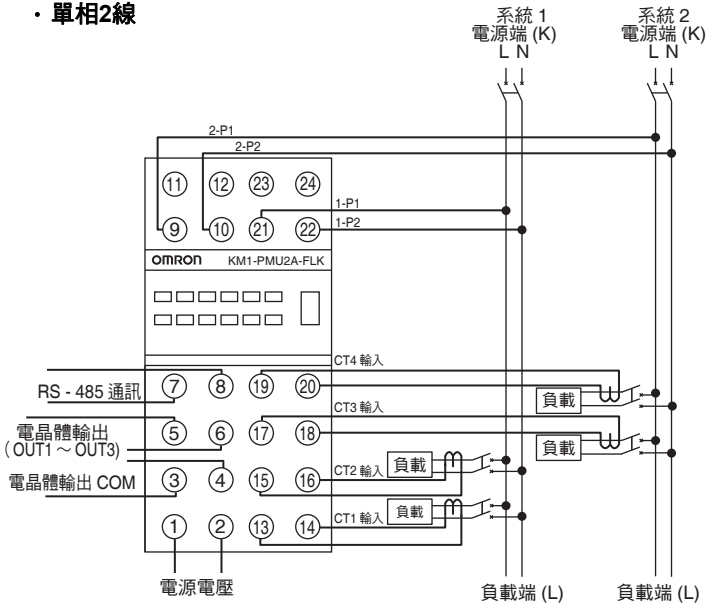 ・單相2線
系統 1
電源端 (K)
L N
系統 2
電源端 (K)
L N
2-P1
2-P2
11 12 23 24
1-P1
9 10 21 22
1-P2
OMRON KM1-PMU2A-FLK
CT4 輸入
RS - 485 通訊
7 8 19 20
負載
CT3 輸入
電晶體輸出
(OUT1～OUT3)
5 6 17 18
負載
CT2 輸入
負載
電晶體輸出 COM
3 4 15 16
CT1 輸入
負載
1 2 13 14
電源電壓
負載端 (L)
負載端 (L)